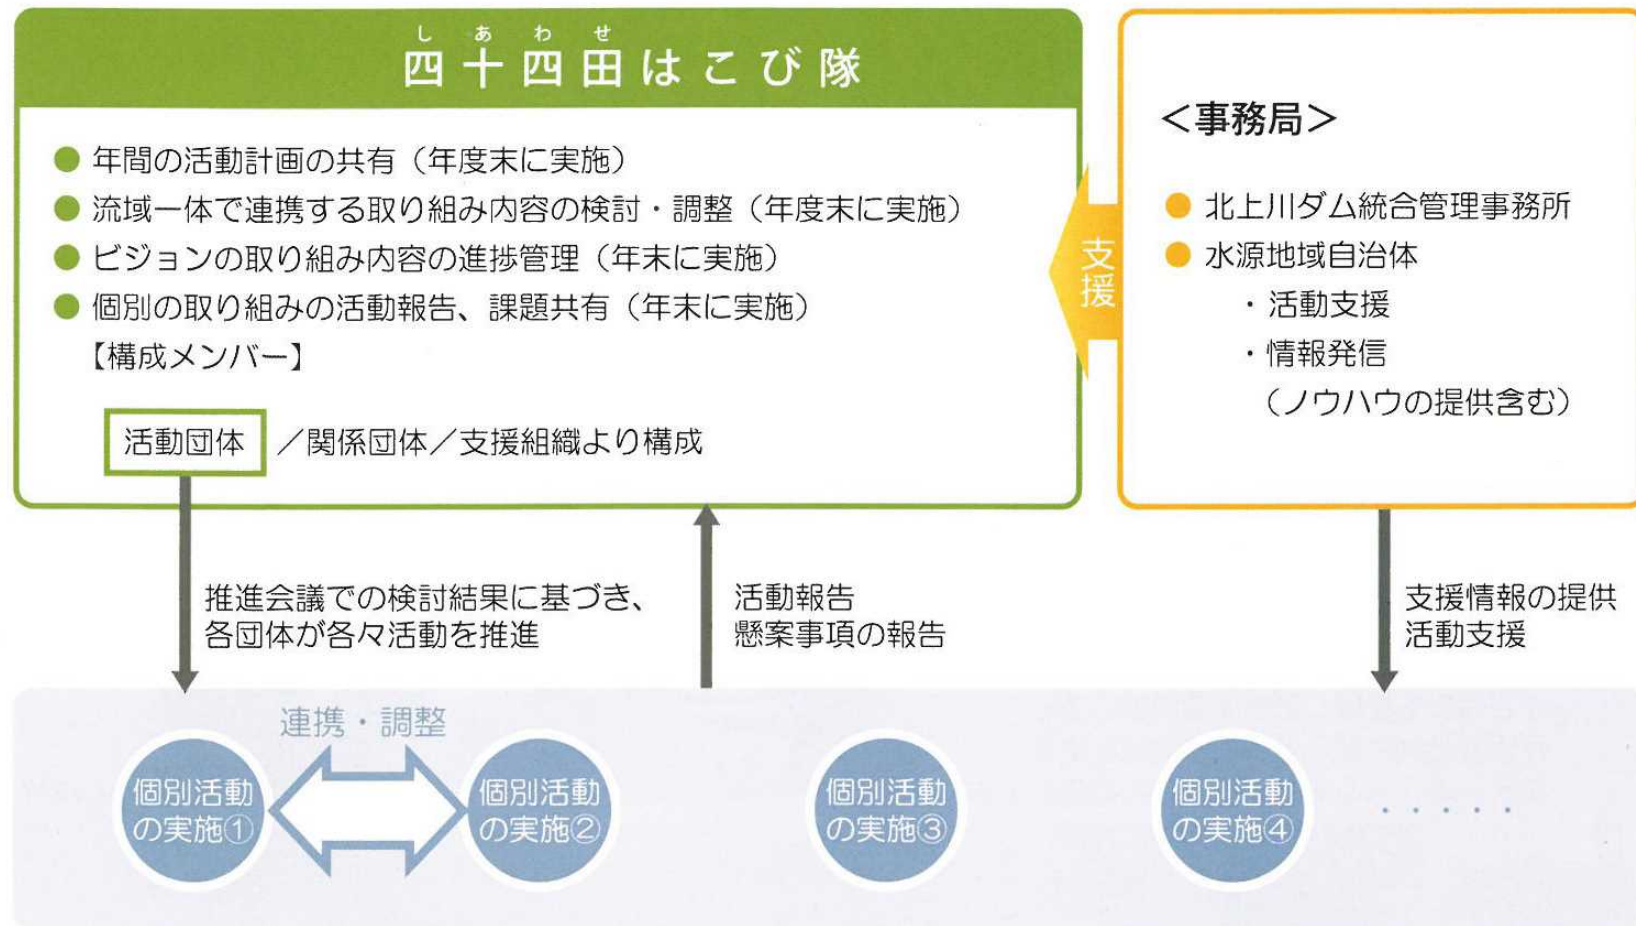 しあわせ
四十四田はこび隊
● 年間の活動計画の共有（年度末に実施）
● 流域一体で連携する取り組み内容の検討・調整（年度末に実施）
● ビジョンの取り組み内容の進捗管理（年末に実施）
● 個別の取り組みの活動報告、課題共有（年末に実施）
【構成メンバー】
活動団体／関係団体／支援組織より構成
支援
＜事務局＞
● 北上川ダム統合管理事務所
● 水源地域自治体
・活動支援
・情報発信
（ノウハウの提供含む）
推進会議での検討結果に基づき、
各団体が各々活動を推進
活動報告
懸案事項の報告
支援情報の提供
活動支援
連携・調整
個別活動
の実施①
個別活動
の実施②
個別活動
の実施③
個別活動
の実施④
・・・・・